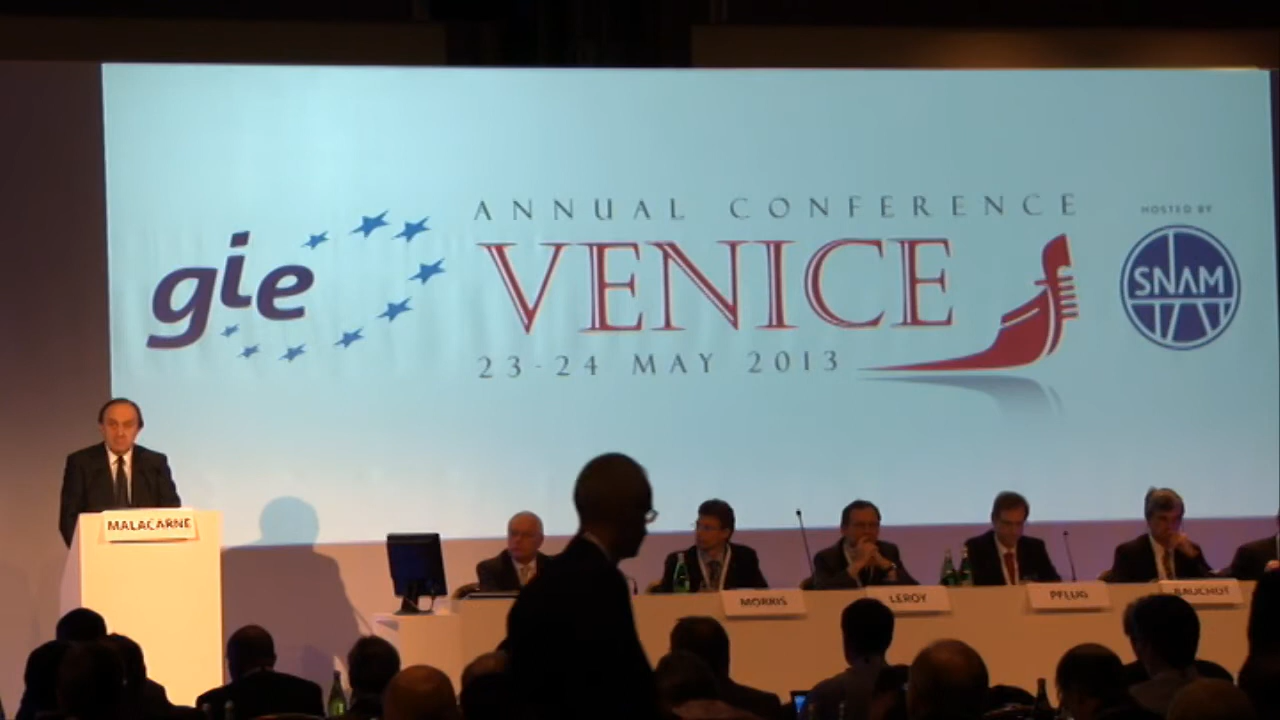 gie
ANNUAL CONFERENCE
VENICE
23-24 MAY 2013
HOSTED BY
SNAM
MALACARNE
MORRIS
LEROY
PFLUG
BAUCHOT